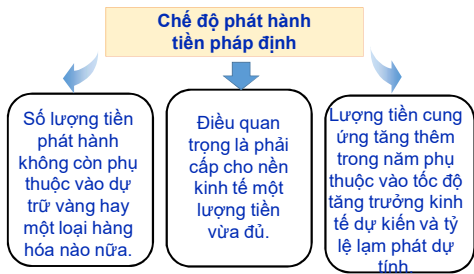 Chế độ phát hành
tiền pháp định
Số lượng tiền
phát hành
không còn phụ
thuộc vào dự
trữ vàng hay
một loại hàng
hóa nào nữa.
Điều quan
trọng là phải
cấp cho nền
kinh tế một
lượng tiền
vừa đủ.
Lượng tiền cung
ứng tăng thêm
trong năm phụ
thuộc vào tốc độ
tăng trưởng kinh
tế dự kiến và tỷ
lệ lạm phát dự
tính.